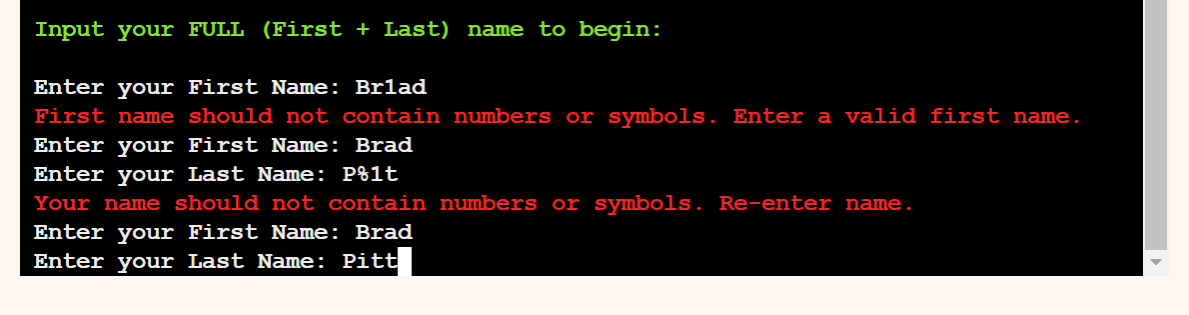 Input your FULL (First + Last) name to begin:
Enter your First Name: Br1ad
First name should not contain numbers or symbols. Enter a valid first name.
Enter your First Name: Brad
Enter your Last Name: P%1t
Your name should not contain numbers or symbols. Re-enter name.
Enter your First Name: Brad
Enter your Last Name: Pitt